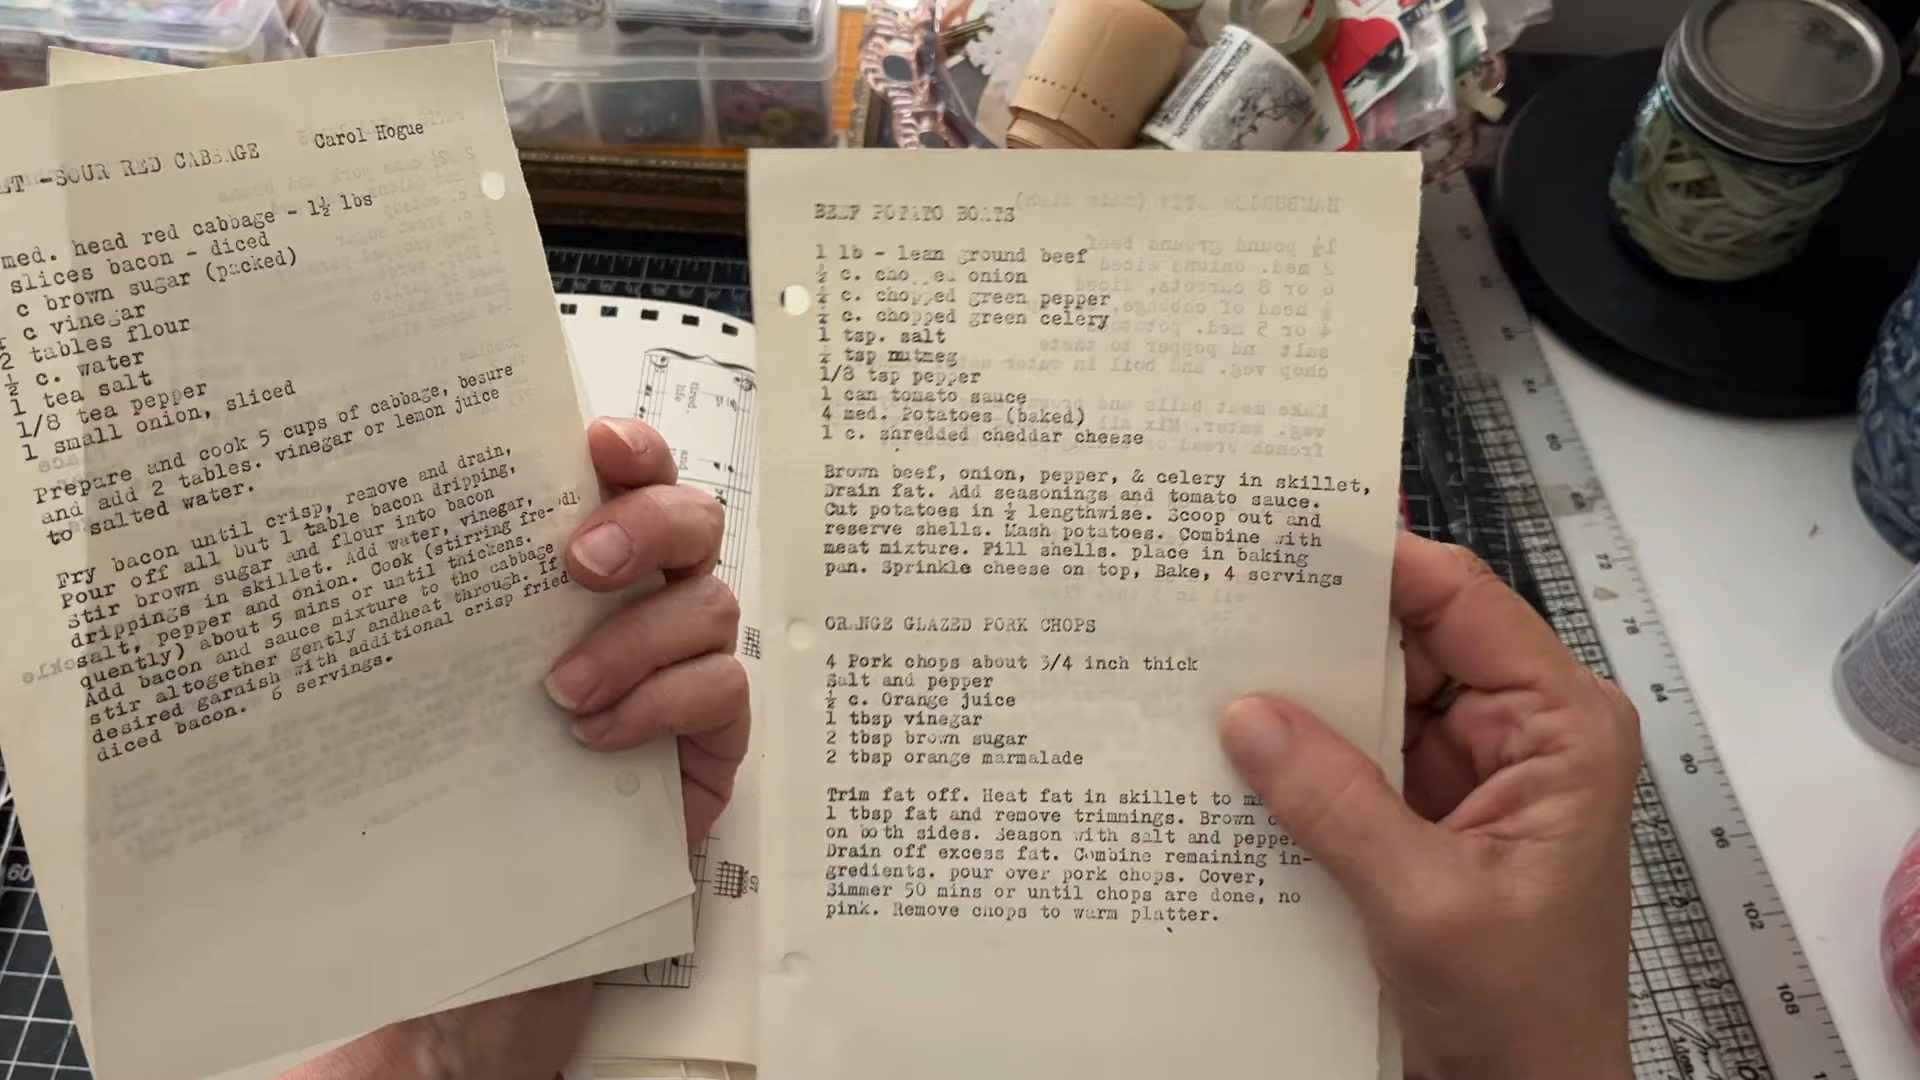 -SOUR RED CABBAGE Carol Hogue
med. head red cabbage - 1½ lbs
slices bacon - diced
c brown sugar (packed)
c vinegar
2 tables flour
½ c. water
1 tea salt
1/8 tea pepper
1 small onion, sliced
Prepare and cook 5 cups of cabbage, besure
and add 2 tables. vinegar or lemon juice
to salted water.
Fry bacon until crisp, remove and drain,
Pour off all but 1 table bacon dripping,
stir brown sugar and flour into bacon
drippings in skillet. Add water, vinegar,
salt, pepper and onion. Cook (stirring fre-
quently) about 5 mins or until thickens.
Add bacon and sauce mixture to tho cabbage
stir altogether gently andheat through. If
desired garnish with additional crisp fried
diced bacon. 6 servings.
BEEF POTATO BOATS
1 lb - lean ground beef
½ c. onion
c. chopped green pepper
c. chopped green celery
1 tsp. salt
tsp nutmeg
1/8 tsp pepper
1 can tomato sauce
4 med. Potatoes (baked)
1 c. shredded cheddar cheese
Brown beef, onion, pepper, & celery in skillet,
Drain fat. Add seasonings and tomato sauce.
Cut potatoes in ½ lengthwise. Scoop out and
reserve shells. Mash potatoes. Combine with
meat mixture. Fill shells. place in baking
pan. Sprinkle cheese on top, Bake, 4 servings
ORANGE GLAZED PORK CHOPS
4 Pork chops about 3/4 inch thick
Salt and pepper
½ c. Orange juice
1 tbsp vinegar
2 tbsp brown sugar
2 tbsp orange marmalade
Trim fat off. Heat fat in skillet to
1 tbsp fat and remove trimmings. Brown
on both sides. Season with salt and
Drain off excess fat. Combine remaining in-
gredients. pour over pork chops. Cover,
Simmer 50 mins or until chops are done, no
pink. Remove chops to warm platter.
60
72
78
84
90
96
102
108